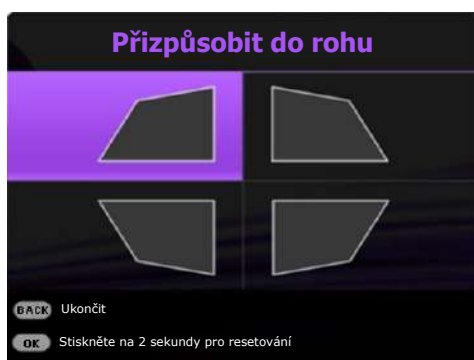 Přizpůsobit do rohu
BACK Ukončit
OK Stiskněte na 2 sekundy pro resetování